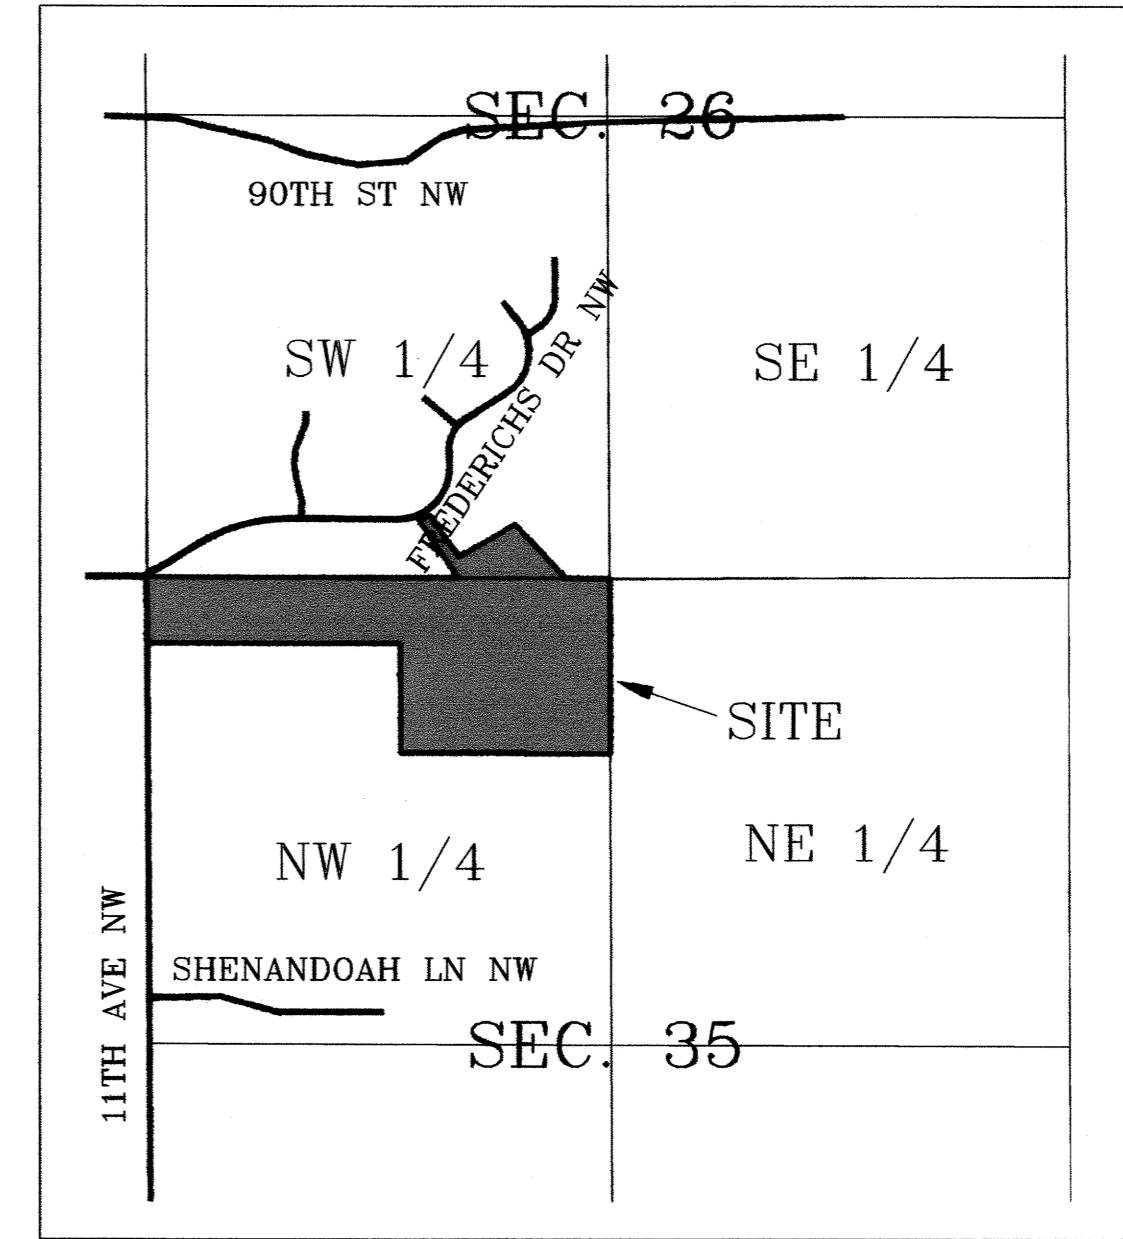 SEC. 26
90TH ST NW
FREDERICHS DR NW
SW 1/4
SE 1/4
SITE
NW 1/4
NE 1/4
11TH AVE NW
SHENANDOAH LN NW
SEC. 35